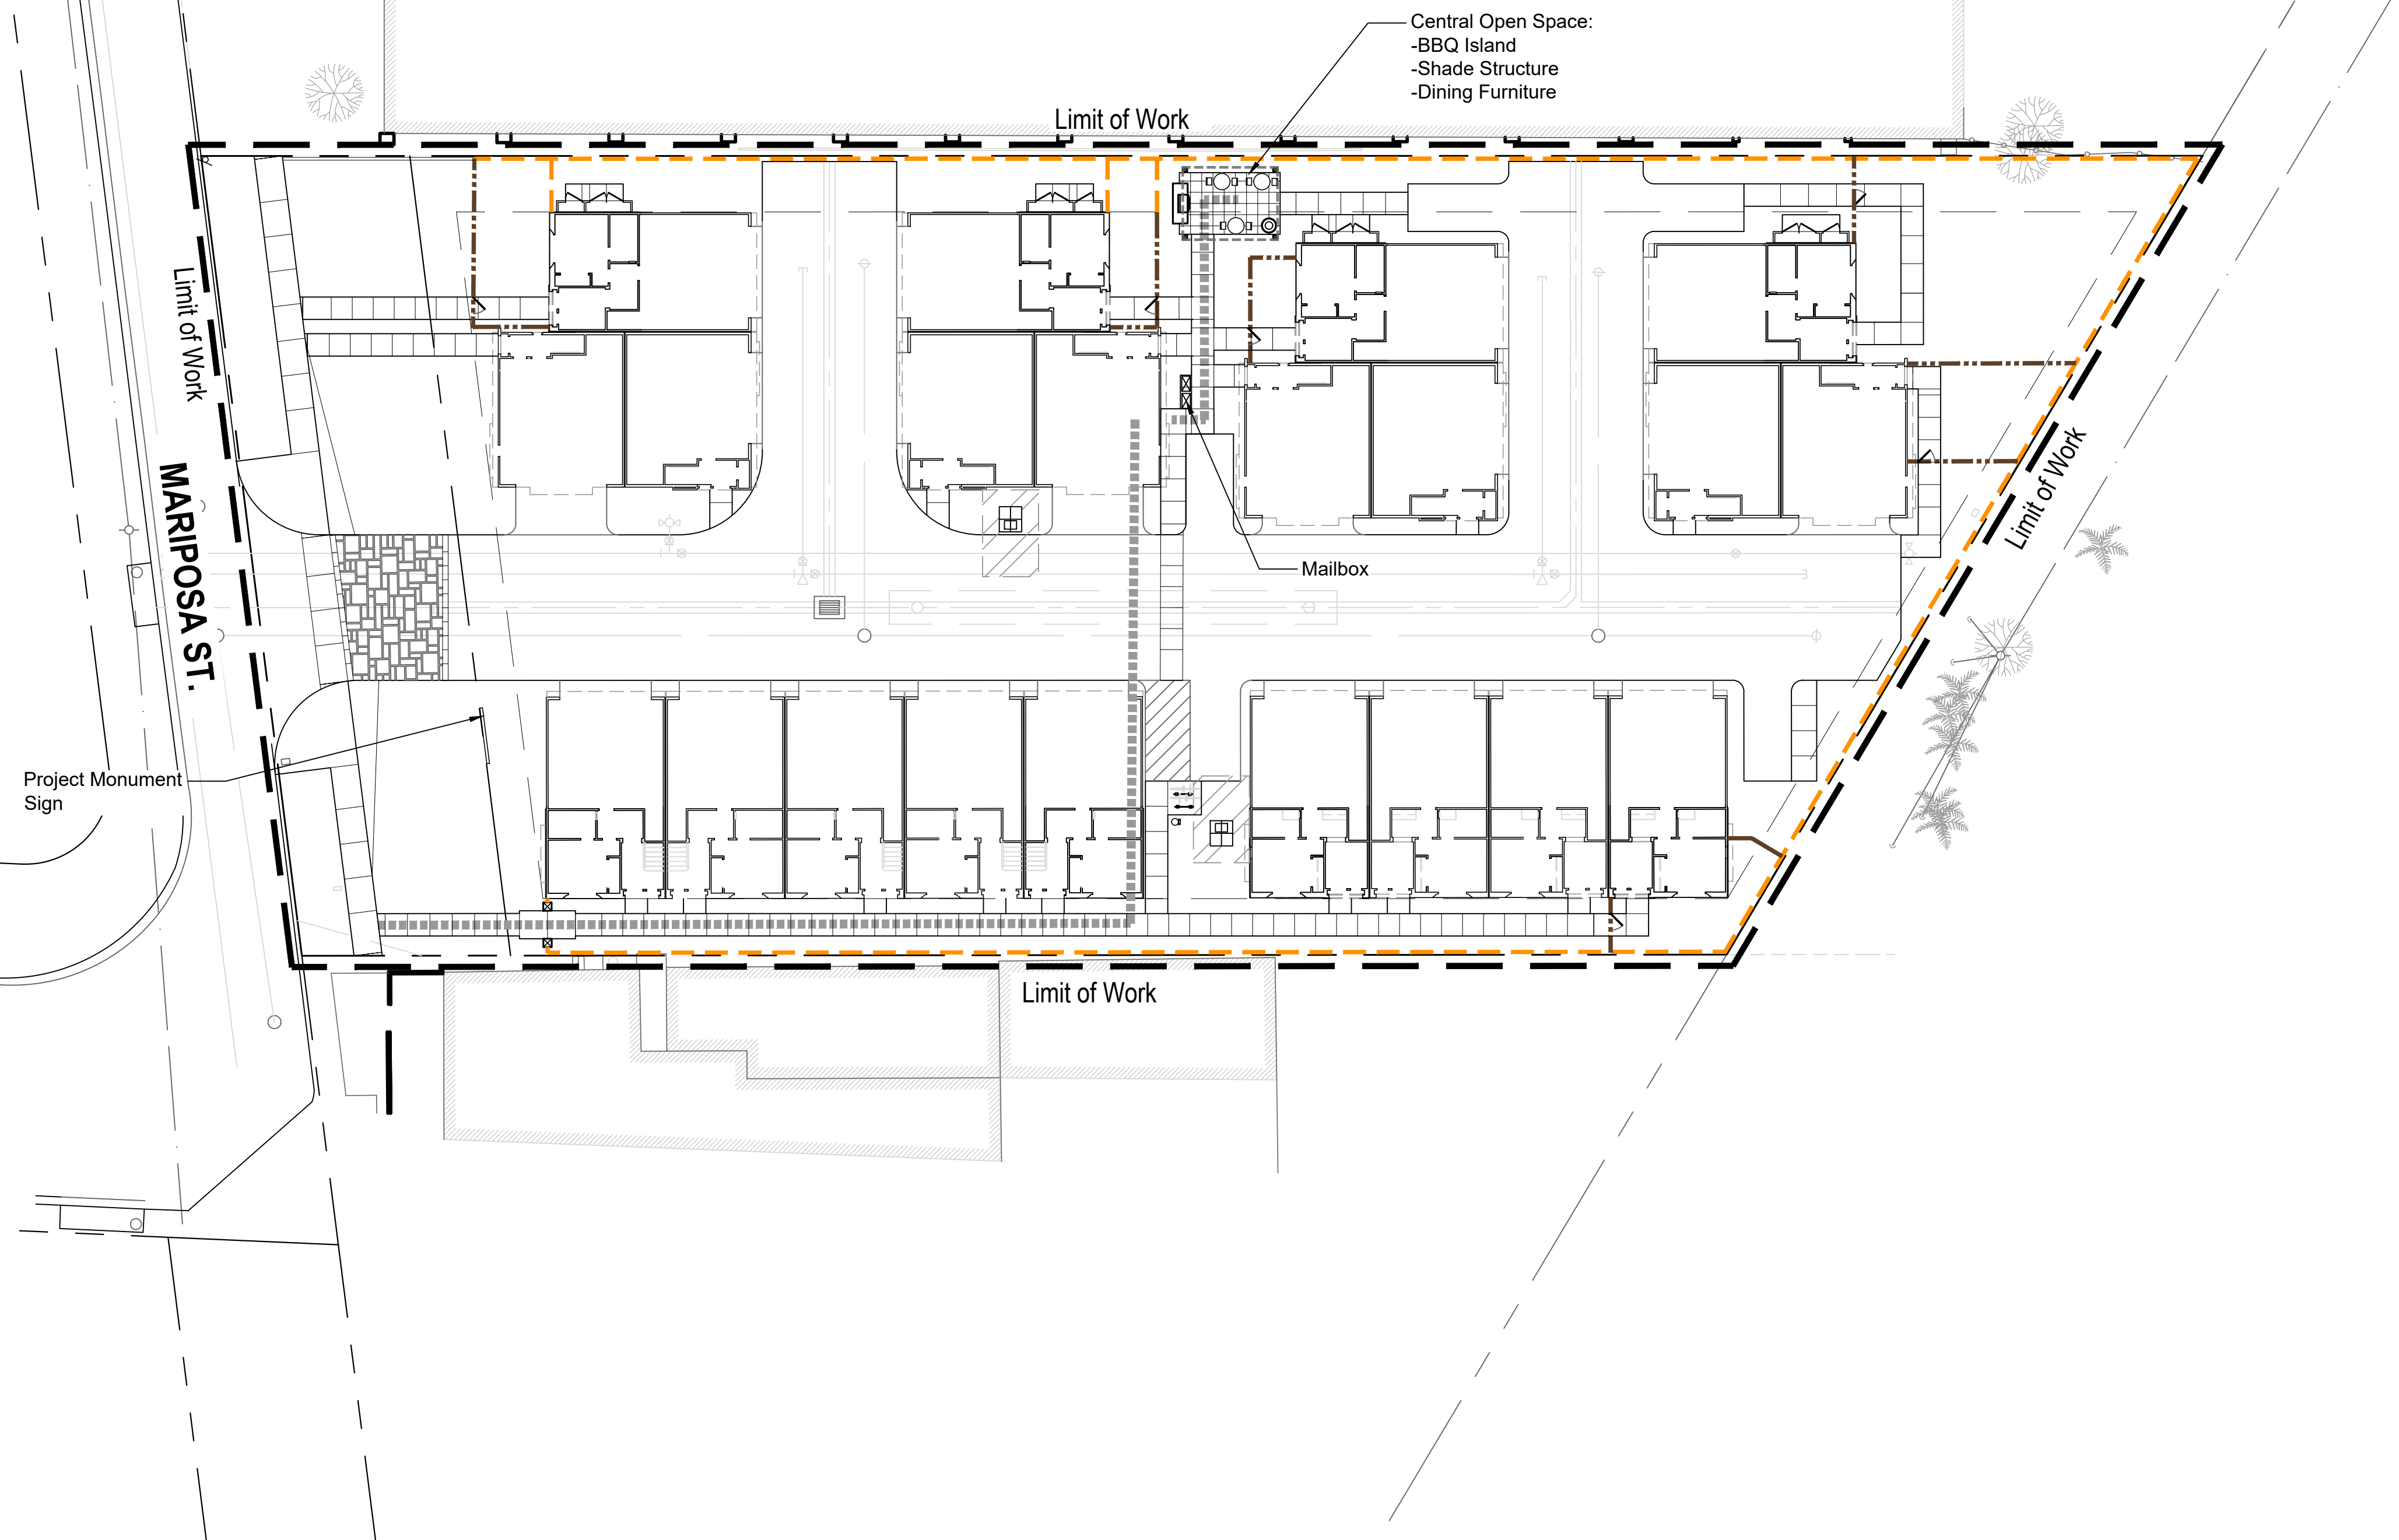 Central Open Space:
-BBQ Island
-Shade Structure
-Dining Furniture
Limit of Work
Limit of Work
MARIPOSA ST.
Limit of Work
Mailbox
Project Monument
Sign
Limit of Work